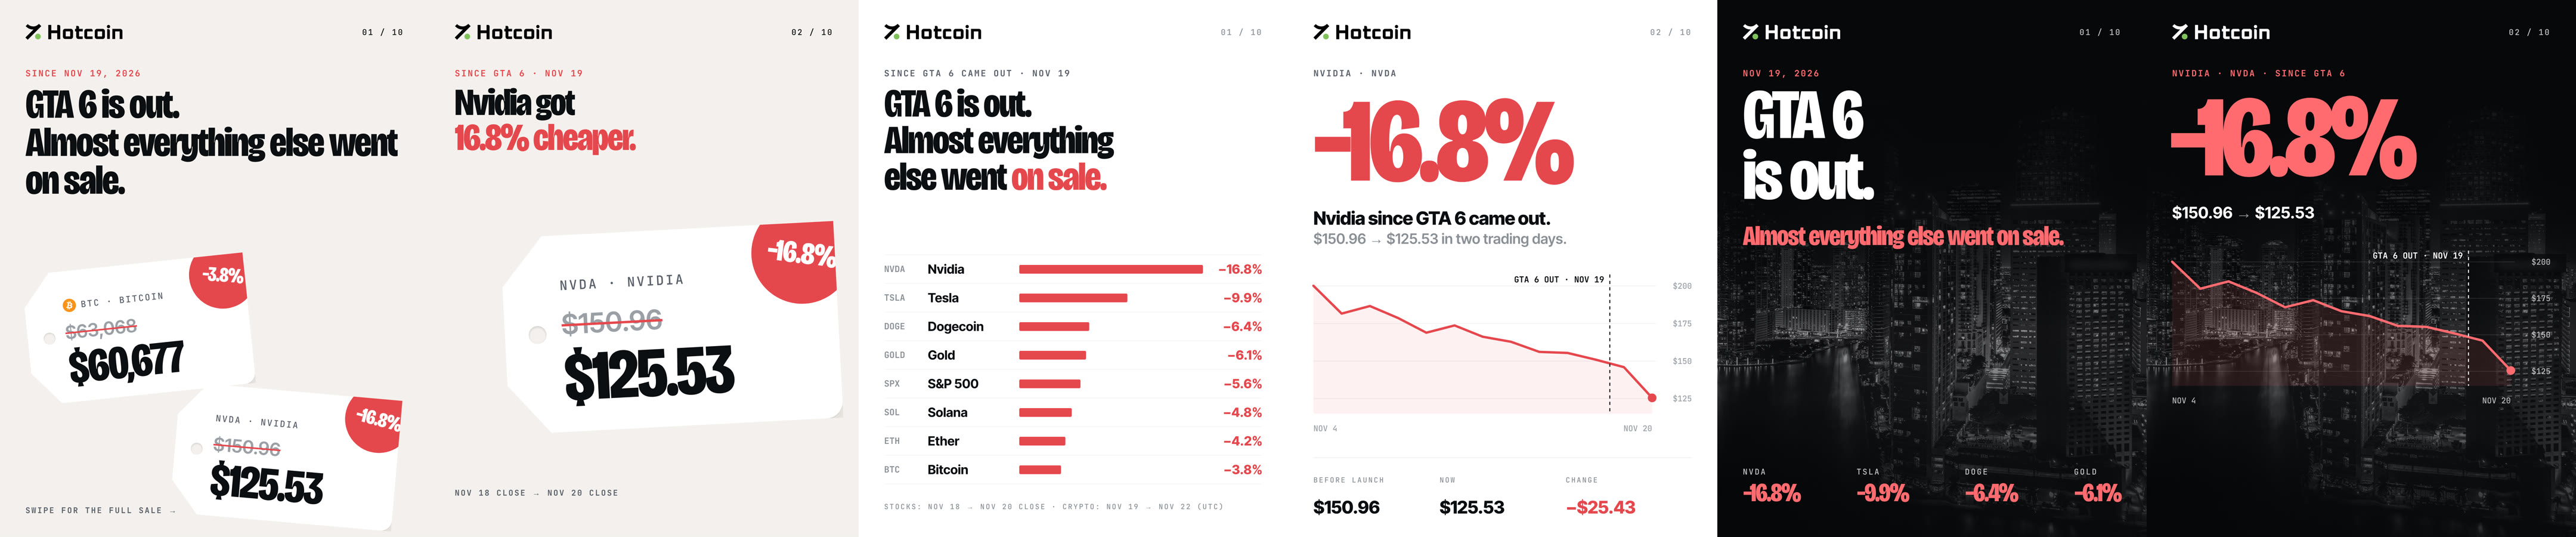 Hotcoin
01 / 10
SINCE NOV 19, 2026
GTA 6 is out.
Almost everything else went
on sale.
-3.8%
BTC · BITCOIN
$63,068
$60,677
-16.8%
NVDA · NVIDIA
$150.96
$125.53
SWIPE FOR THE FULL SALE →
Hotcoin
02 / 10
SINCE GTA 6 · NOV 19
Nvidia got
16.8% cheaper.
-16.8%
NVDA · NVIDIA
$150.96
$125.53
NOV 18 CLOSE → NOV 20 CLOSE
Hotcoin
01 / 10
SINCE GTA 6 CAME OUT · NOV 19
GTA 6 is out.
Almost everything
else went on sale.
NVDA Nvidia −16.8%
TSLA Tesla −9.9%
DOGE Dogecoin −6.4%
GOLD Gold −6.1%
SPX S&P 500 −5.6%
SOL Solana −4.8%
ETH Ether −4.2%
BTC Bitcoin −3.8%
STOCKS: NOV 18 → NOV 20 CLOSE · CRYPTO: NOV 19 → NOV 22 (UTC)
Hotcoin
02 / 10
NVIDIA · NVDA
-16.8%
Nvidia since GTA 6 came out.
$150.96 → $125.53 in two trading days.
GTA 6 OUT · NOV 19
$200
$175
$150
$125
NOV 4
NOV 20
BEFORE LAUNCH
NOW
CHANGE
$150.96
$125.53
−$25.43
Hotcoin
01 / 10
NOV 19, 2026
GTA 6
is out.
Almost everything else went on sale.
NVDA
TSLA
DOGE
GOLD
-16.8%
-9.9%
-6.4%
-6.1%
Hotcoin
02 / 10
NVIDIA · NVDA · SINCE GTA 6
-16.8%
$150.96 → $125.53
GTA 6 OUT · NOV 19
$200
$175
$150
$125
NOV 4
NOV 20